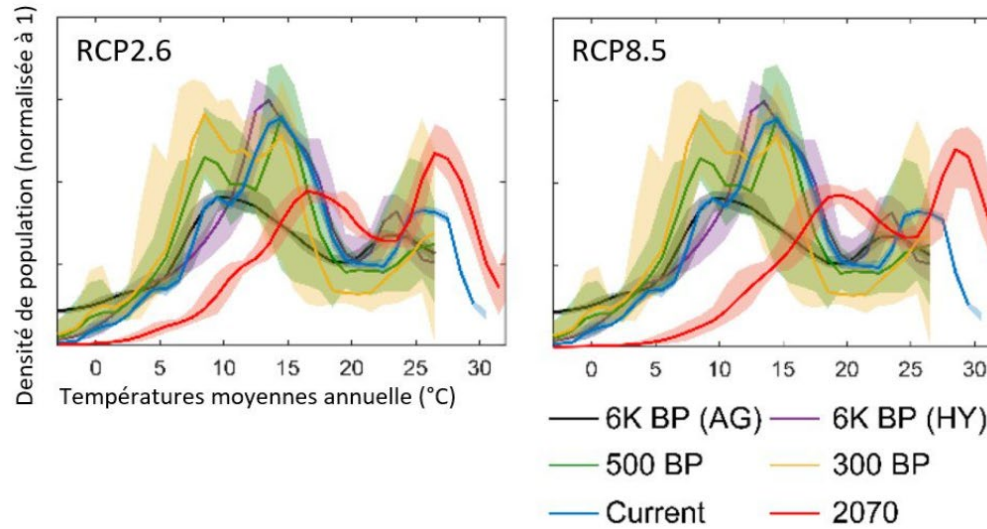 Densité de population (normalisée à 1)
RCP2.6
0 5 10 15 20 25 30
Températures moyennes annuelle (°C)
RCP8.5
0 5 10 15 20 25 30
6K BP (AG) 6K BP (HY)
500 BP 300 BP
Current 2070